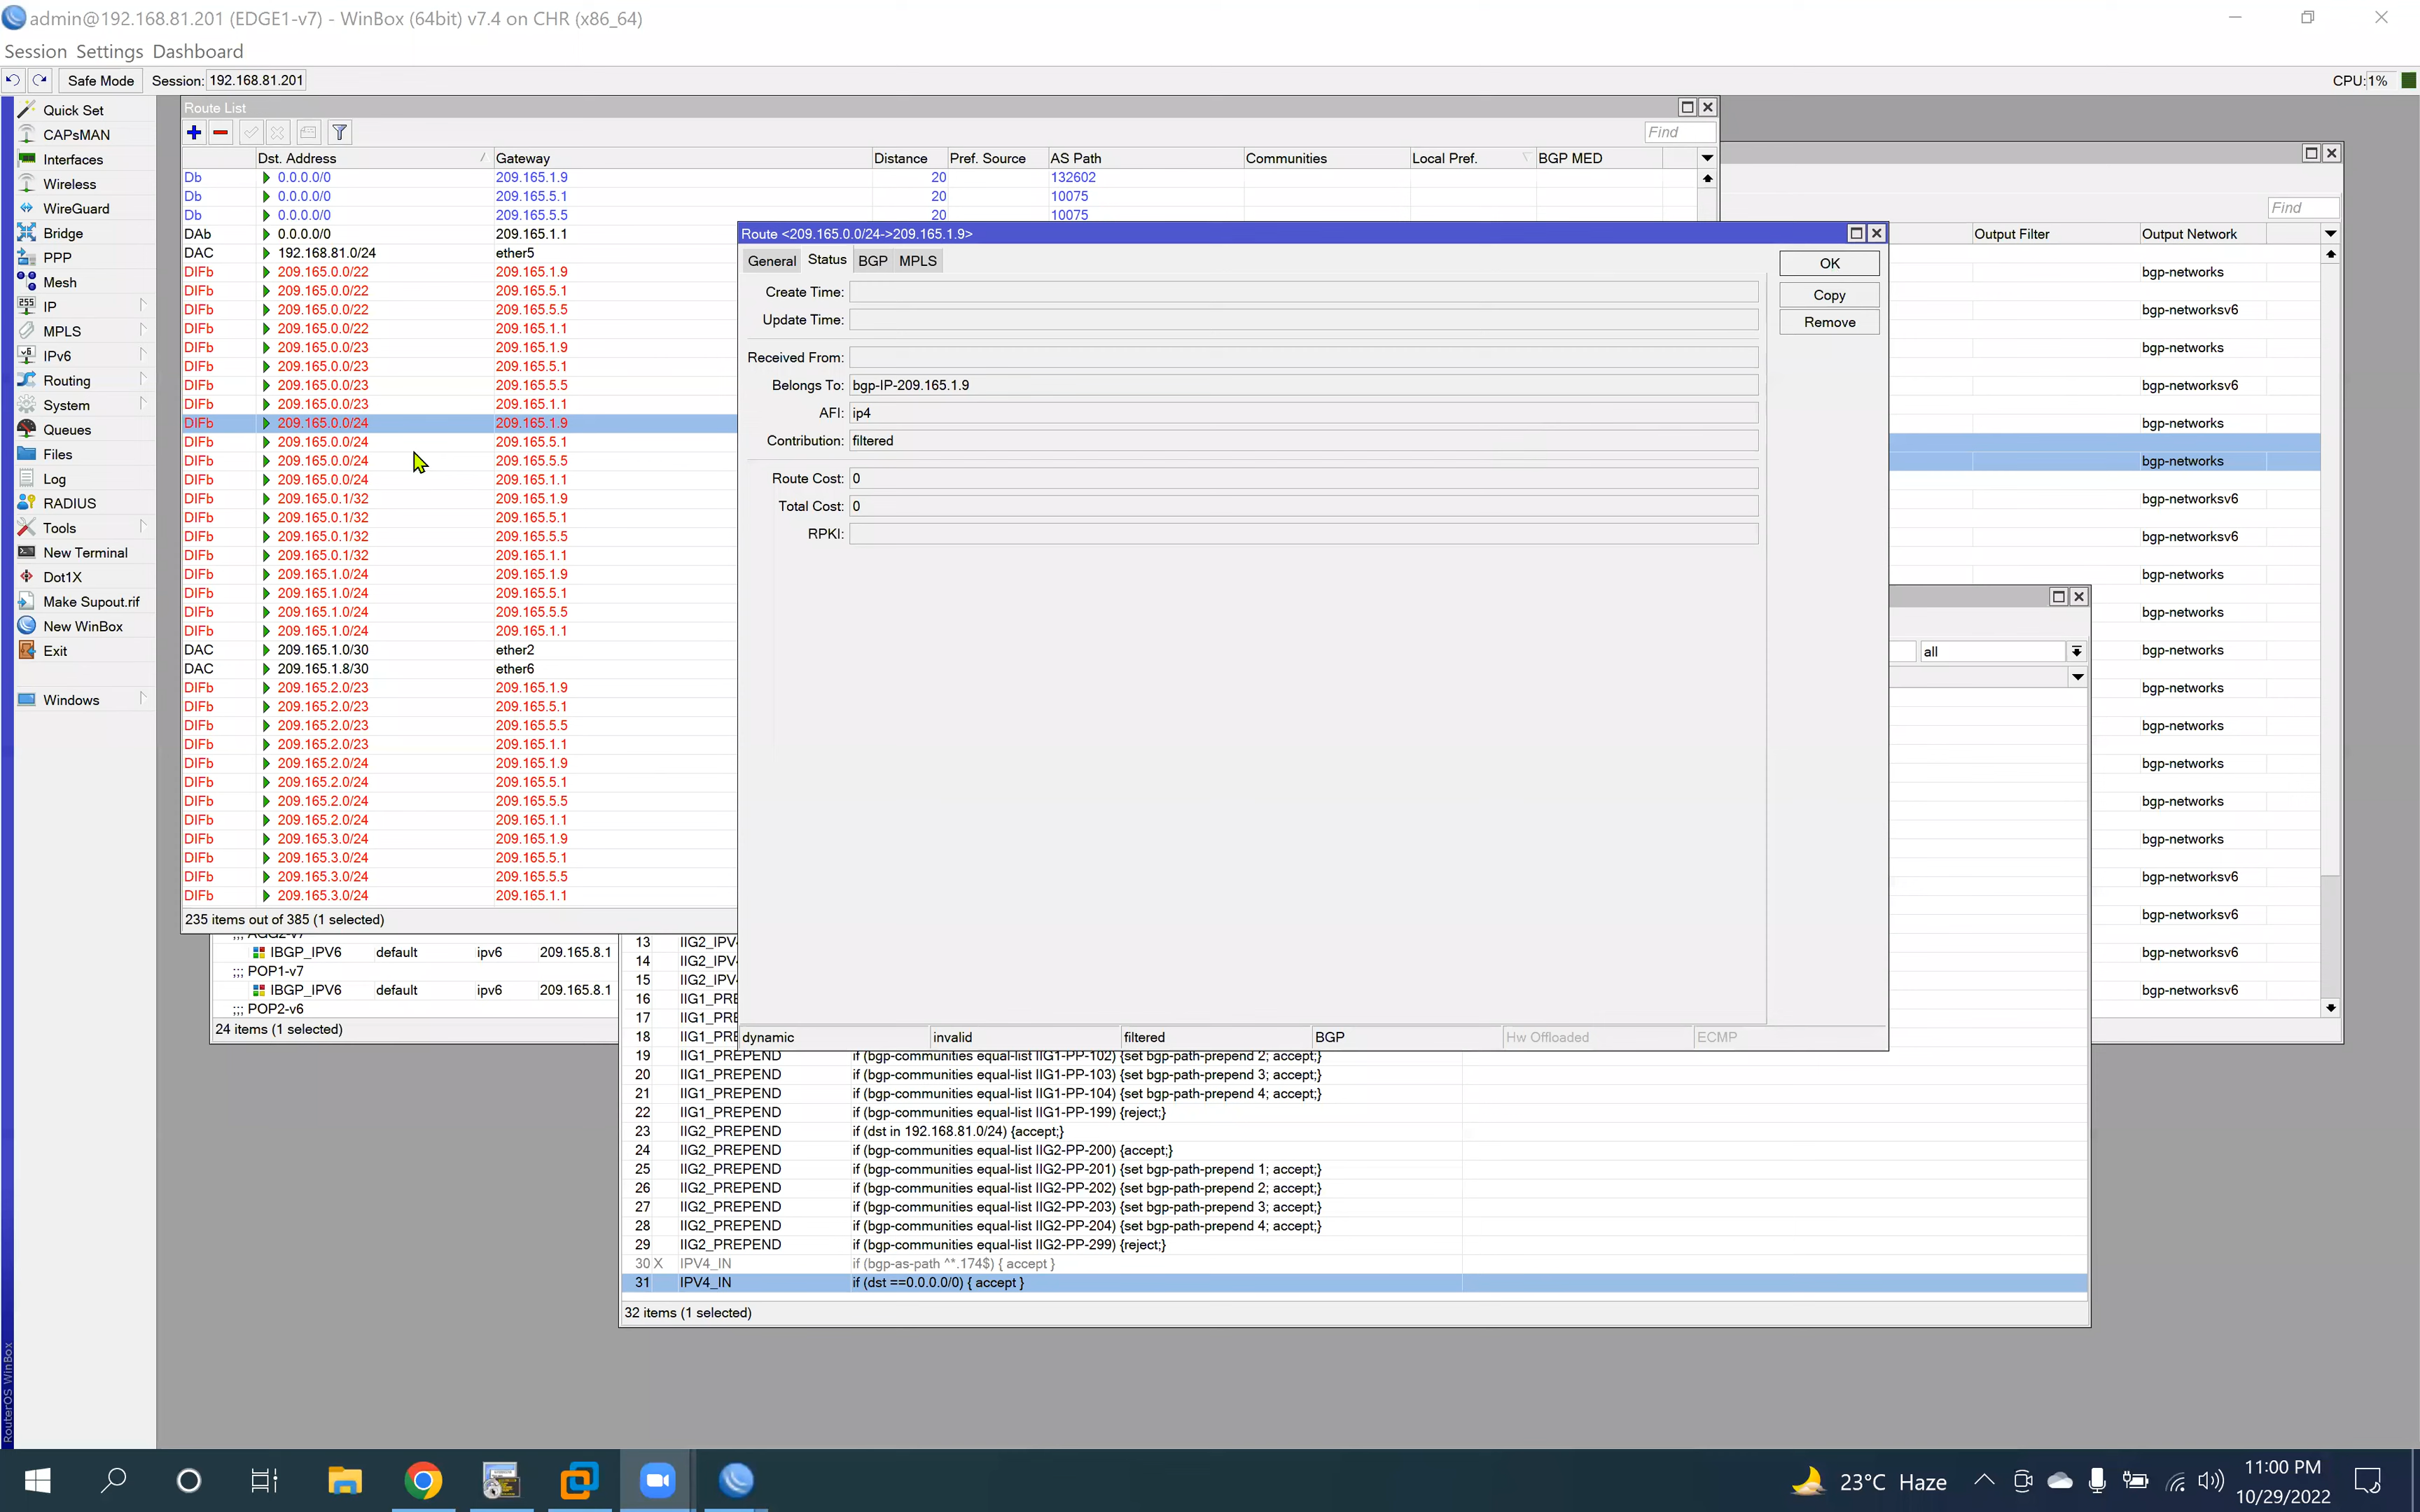 admin@192.168.81.201 (EDGE1-v7) - WinBox (64bit) v7.4 on CHR (x86_64)
Session Settings Dashboard
Safe Mode Session: 192.168.81.201 CPU: 1%
Quick Set
CAPsMAN
Interfaces
Wireless
WireGuard
Bridge
PPP
Mesh
IP
MPLS
IPv6
Routing
System
Queues
Files
Log
RADIUS
Tools
New Terminal
Dot1X
Make Supout.rif
New WinBox
Exit
Windows
RouterOS WinBox
Route List
Find
Dst. Address Gateway Distance Pref. Source AS Path Communities Local Pref. BGP MED
Db 0.0.0.0/0 209.165.1.9 20 132602
Db 0.0.0.0/0 209.165.5.1 20 10075
Db 0.0.0.0/0 209.165.5.5 20 10075
DAb 0.0.0.0/0 209.165.1.1
DAC 192.168.81.0/24 ether5
DIFb 209.165.0.0/22 209.165.1.9
DIFb 209.165.0.0/22 209.165.5.1
DIFb 209.165.0.0/22 209.165.5.5
DIFb 209.165.0.0/22 209.165.1.1
DIFb 209.165.0.0/23 209.165.1.9
DIFb 209.165.0.0/23 209.165.5.1
DIFb 209.165.0.0/23 209.165.5.5
DIFb 209.165.0.0/23 209.165.1.1
DIFb 209.165.0.0/24 209.165.1.9
DIFb 209.165.0.0/24 209.165.5.1
DIFb 209.165.0.0/24 209.165.5.5
DIFb 209.165.0.0/24 209.165.1.1
DIFb 209.165.0.1/32 209.165.1.9
DIFb 209.165.0.1/32 209.165.5.1
DIFb 209.165.0.1/32 209.165.5.5
DIFb 209.165.0.1/32 209.165.1.1
DIFb 209.165.1.0/24 209.165.1.9
DIFb 209.165.1.0/24 209.165.5.1
DIFb 209.165.1.0/24 209.165.5.5
DIFb 209.165.1.0/24 209.165.1.1
DAC 209.165.1.0/30 ether2
DAC 209.165.1.8/30 ether6
DIFb 209.165.2.0/23 209.165.1.9
DIFb 209.165.2.0/23 209.165.5.1
DIFb 209.165.2.0/23 209.165.5.5
DIFb 209.165.2.0/23 209.165.1.1
DIFb 209.165.2.0/24 209.165.1.9
DIFb 209.165.2.0/24 209.165.5.1
DIFb 209.165.2.0/24 209.165.5.5
DIFb 209.165.2.0/24 209.165.1.1
DIFb 209.165.3.0/24 209.165.1.9
DIFb 209.165.3.0/24 209.165.5.1
DIFb 209.165.3.0/24 209.165.5.5
DIFb 209.165.3.0/24 209.165.1.1
235 items out of 385 (1 selected)
Route <209.165.0.0/24->209.165.1.9>
General Status BGP MPLS
OK
Copy
Remove
Create Time:
Update Time:
Received From:
Belongs To: bgp-IP-209.165.1.9
AFI: ip4
Contribution: filtered
Route Cost: 0
Total Cost: 0
RPKI:
dynamic invalid filtered BGP Hw Offloaded ECMP
Find
Output Filter Output Network
bgp-networks
bgp-networksv6
bgp-networks
bgp-networksv6
bgp-networks
bgp-networks
bgp-networksv6
bgp-networksv6
bgp-networks
bgp-networks
bgp-networks
bgp-networks
bgp-networks
bgp-networks
bgp-networks
bgp-networks
bgp-networksv6
bgp-networksv6
bgp-networksv6
bgp-networksv6
all
;;; AGG2-v7
IBGP_IPV6 default ipv6 209.165.8.1
;;; POP1-v7
IBGP_IPV6 default ipv6 209.165.8.1
;;; POP2-v6
24 items (1 selected)
13 IIG2_IPV
14 IIG2_IPV
15 IIG2_IPV
16 IIG1_PRE
17 IIG1_PRE
18 IIG1_PRE
19 IIG1_PREPEND if (bgp-communities equal-list IIG1-PP-102) {set bgp-path-prepend 2; accept;}
20 IIG1_PREPEND if (bgp-communities equal-list IIG1-PP-103) {set bgp-path-prepend 3; accept;}
21 IIG1_PREPEND if (bgp-communities equal-list IIG1-PP-104) {set bgp-path-prepend 4; accept;}
22 IIG1_PREPEND if (bgp-communities equal-list IIG1-PP-199) {reject;}
23 IIG2_PREPEND if (dst in 192.168.81.0/24) {accept;}
24 IIG2_PREPEND if (bgp-communities equal-list IIG2-PP-200) {accept;}
25 IIG2_PREPEND if (bgp-communities equal-list IIG2-PP-201) {set bgp-path-prepend 1; accept;}
26 IIG2_PREPEND if (bgp-communities equal-list IIG2-PP-202) {set bgp-path-prepend 2; accept;}
27 IIG2_PREPEND if (bgp-communities equal-list IIG2-PP-203) {set bgp-path-prepend 3; accept;}
28 IIG2_PREPEND if (bgp-communities equal-list IIG2-PP-204) {set bgp-path-prepend 4; accept;}
29 IIG2_PREPEND if (bgp-communities equal-list IIG2-PP-299) {reject;}
30 X IPV4_IN if (bgp-as-path ^*.174$) { accept }
31 IPV4_IN if (dst ==0.0.0.0/0) { accept }
32 items (1 selected)
23°C Haze
11:00 PM
10/29/2022